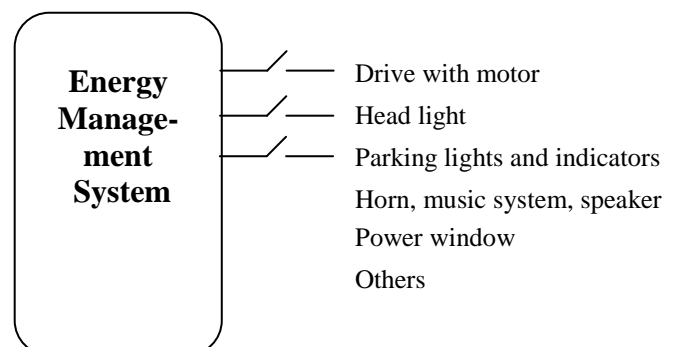 Energy
Manage-
ment
System
Drive with motor
Head light
Parking lights and indicators
Horn, music system, speaker
Power window
Others